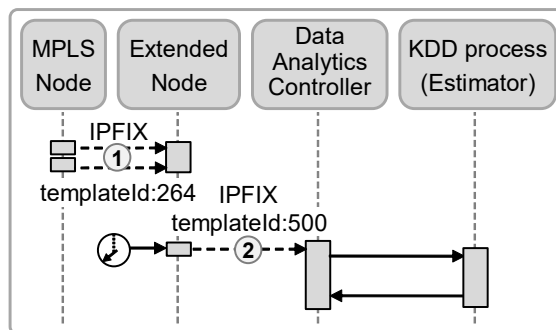 MPLS
Node
Extended
Node
Data
Analytics
Controller
KDD process
(Estimator)
IPFIX
1
templateId:264
IPFIX
templateId:500
2